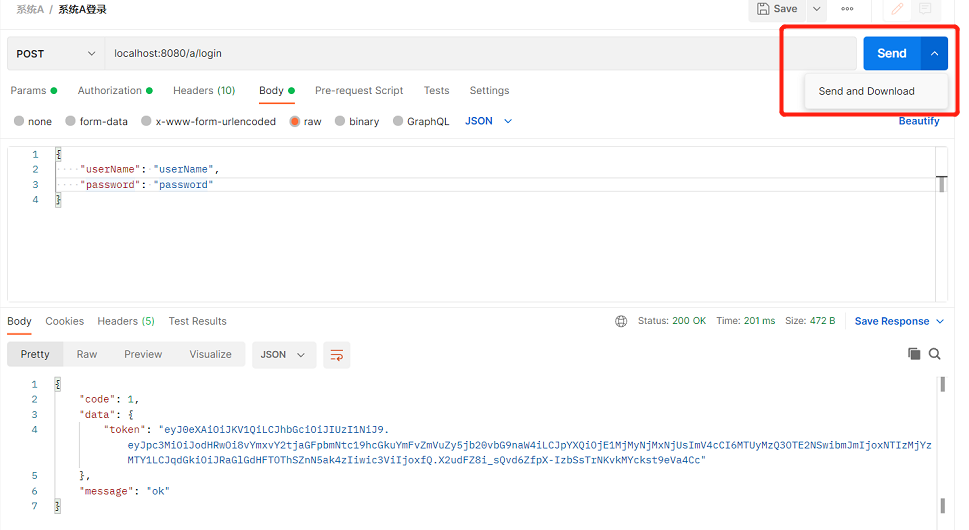 系统A / 系统A登录
Save
POST localhost:8080/a/login Send
Params Authorization Headers (10) Body Pre-request Script Tests Settings
Send and Download
none form-data x-www-form-urlencoded raw binary GraphQL JSON Beautify
1 {
2 "userName": "userName",
3 "password": "password"
4 }
Body Cookies Headers (5) Test Results Status: 200 OK Time: 201 ms Size: 472 B Save Response
Pretty Raw Preview Visualize JSON
1 {
2 "code": 1,
3 "data": {
4 "token": "eyJ0eXAiOiJKV1QiLCJhbGciOiJIUzI1NiJ9.
eyJpc3MiOiJodHRwOi8vYmxvY2tjaGFpbmNtc19hcGkuYmFvZmVuZy5jb20vbG9naW4iLCJpYXQiOjE1MjMyNjMxNjUsImV4cCI6MTUyMzQ3OTE2NSwibmJmIjoxNTIzMjYz
MTY1LCJqdGkiOiJRaGlGdHFTOThSZnN5ak4zIiwic3ViIjoxfQ.X2udFZ8i_sQvd6ZfpX-IzbSsTrNKvkMYckst9eVa4Cc"
5 },
6 "message": "ok"
7 }